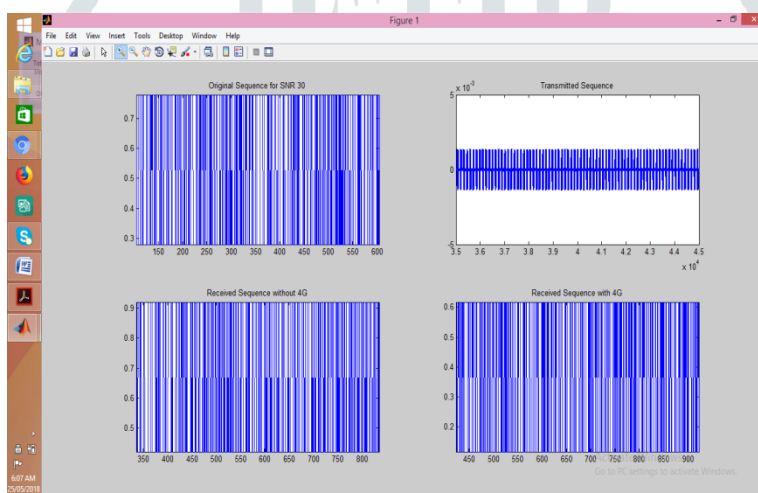 Figure 1
File Edit View Insert Tools Desktop Window Help
Original Sequence for SNR 30
0.7
0.6
0.5
0.4
0.3
150 200 250 300 350 400 450 500 550 600
Transmitted Sequence
5 x 10^-3
0
-5
3.5 3.6 3.7 3.8 3.9 4 4.1 4.2 4.3 4.4 4.5
x 10^4
Received Sequence without 4G
0.9
0.8
0.7
0.6
0.5
350 400 450 500 550 600 650 700 750 800
Received Sequence with 4G
0.6
0.5
0.4
0.3
0.2
450 500 550 600 650 700 750 800 850 900
Go to PC settings to activate Windows.
6:07 AM
25/05/2018